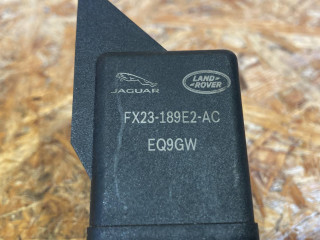 JAGUAR
LAND ROVER
FX23-189E2-AC
EQ9GW